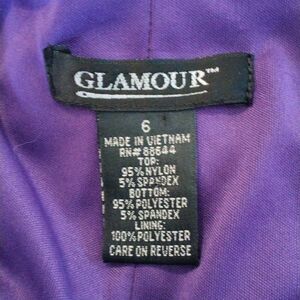 GLAMOUR™
6
MADE IN VIETNAM
RN# 88644
TOP:
95% NYLON
5% SPANDEX
BOTTOM:
95% POLYESTER
5% SPANDEX
LINING:
100% POLYESTER
CARE ON REVERSE